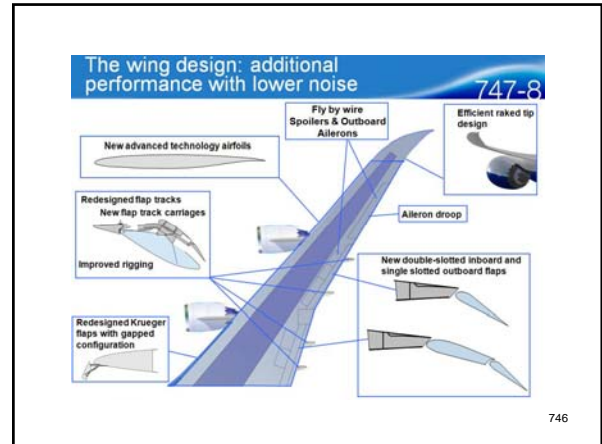 The wing design: additional
performance with lower noise
747-8
Fly by wire
Spoilers & Outboard
Ailerons
Efficient raked tip
design
New advanced technology airfoils
Redesigned flap tracks
New flap track carriages
Improved rigging
Aileron droop
New double-slotted inboard and
single slotted outboard flaps
Redesigned Krueger
flaps with gapped
configuration
746